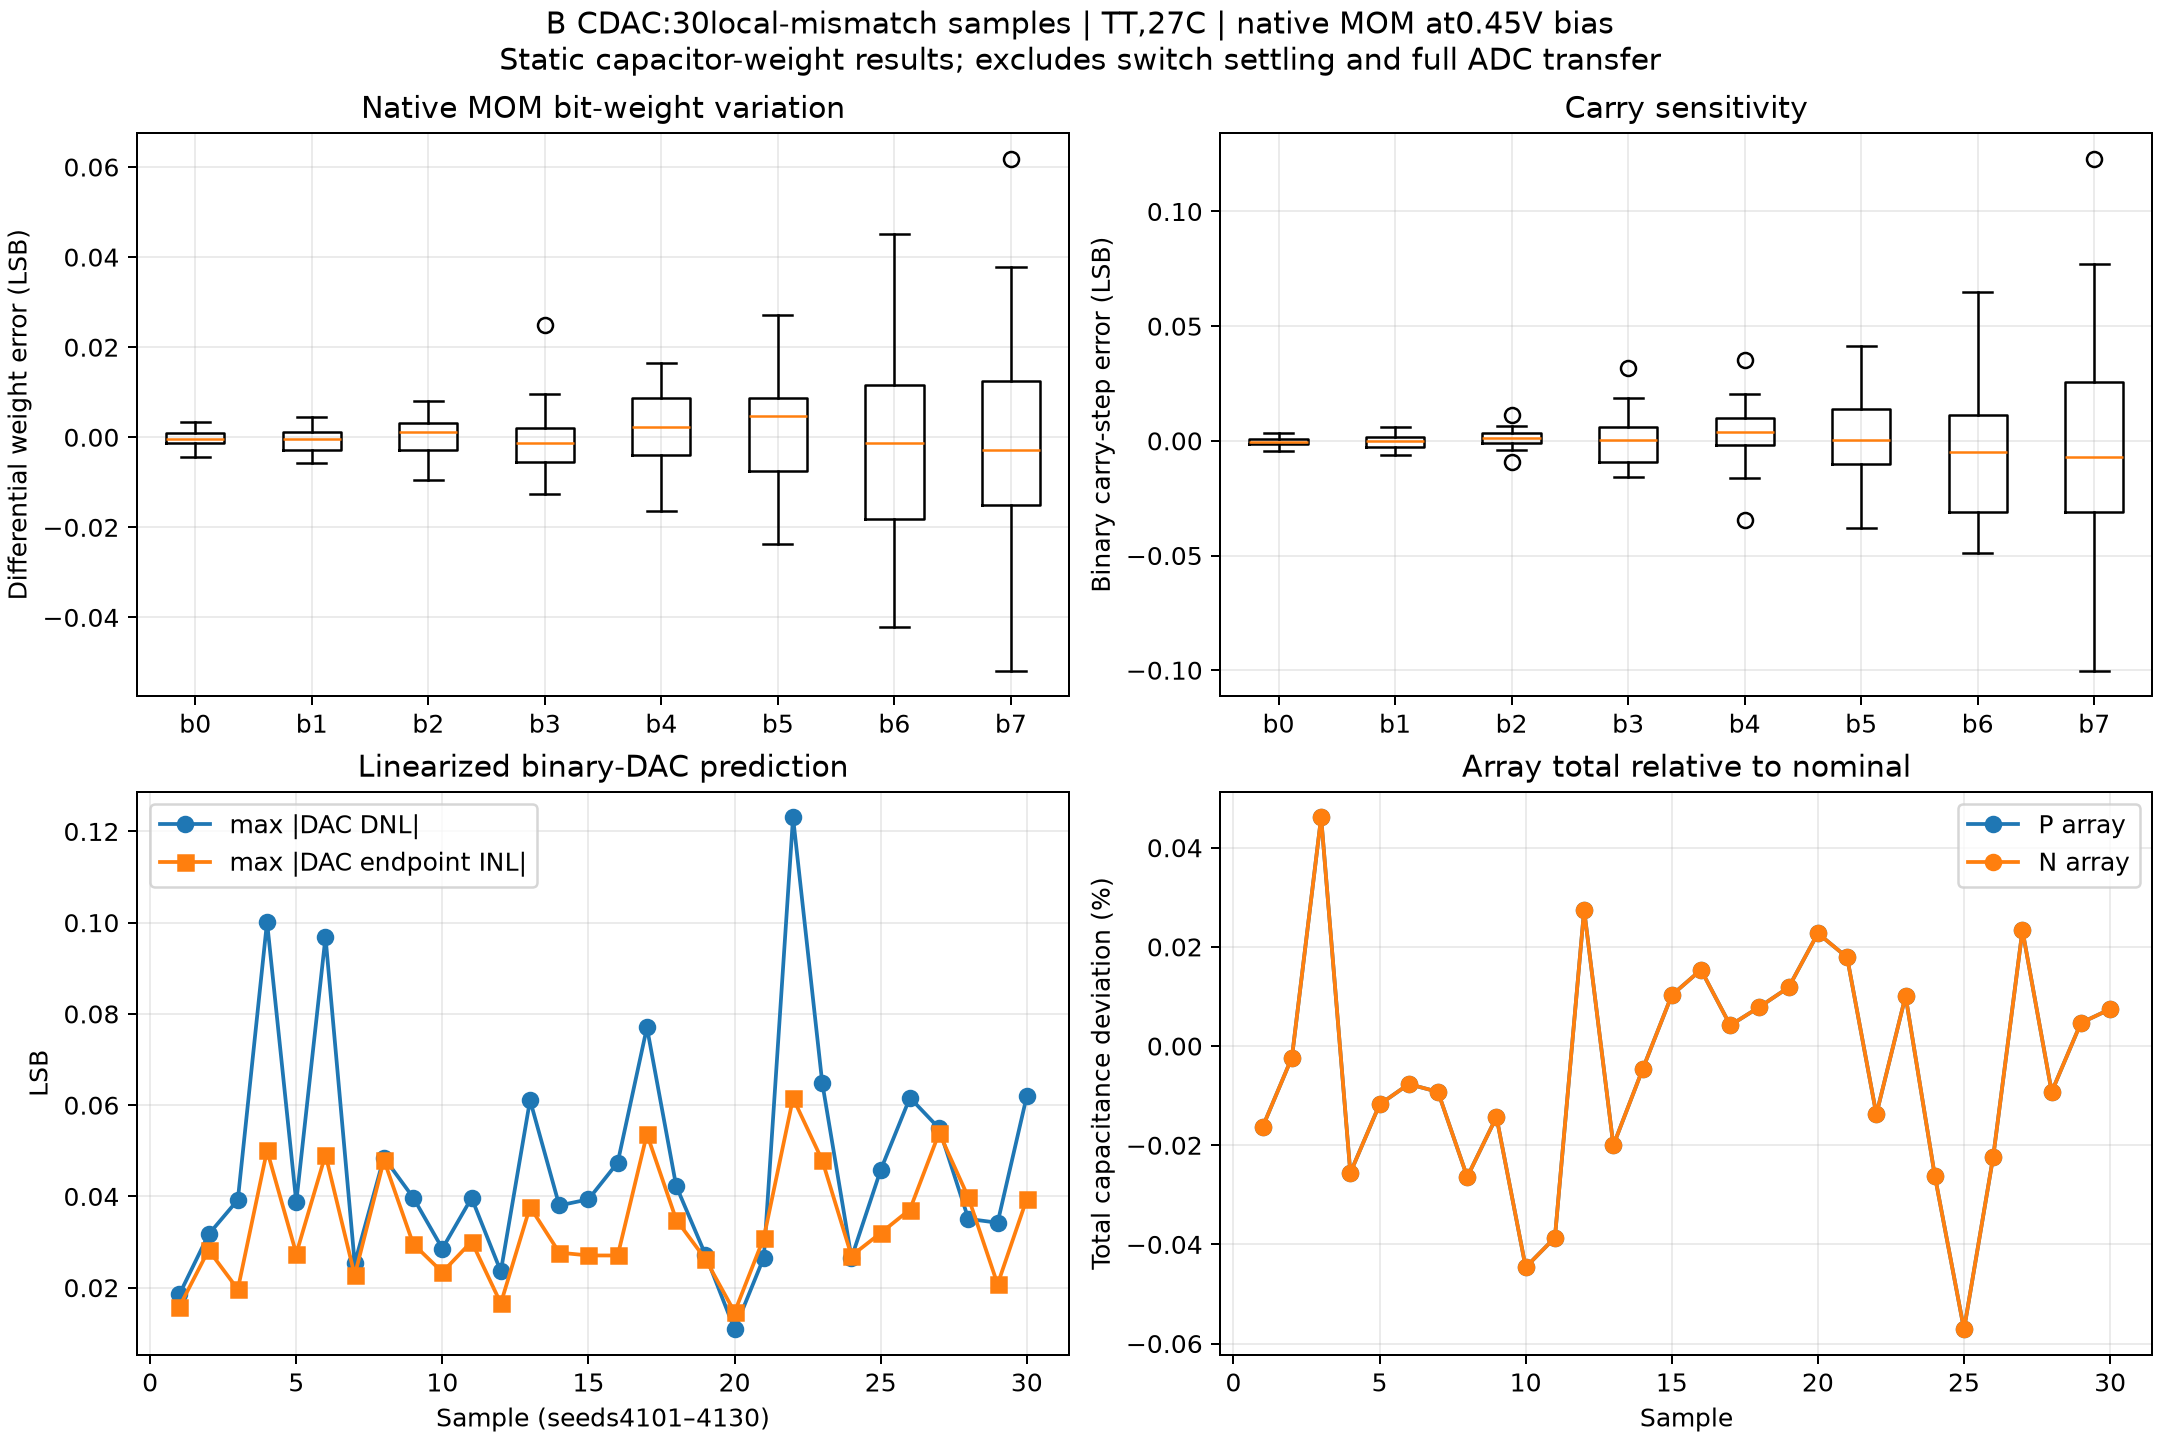 B CDAC:30local-mismatch samples | TT,27C | native MOM at0.45V bias
Static capacitor-weight results; excludes switch settling and full ADC transfer
Native MOM bit-weight variation
Differential weight error (LSB)
0.06
0.04
0.02
0.00
−0.02
−0.04
b0 b1 b2 b3 b4 b5 b6 b7
Carry sensitivity
Binary carry-step error (LSB)
0.10
0.05
0.00
−0.05
−0.10
b0 b1 b2 b3 b4 b5 b6 b7
Linearized binary-DAC prediction
max |DAC DNL|
max |DAC endpoint INL|
LSB
0.12
0.10
0.08
0.06
0.04
0.02
0 5 10 15 20 25 30
Sample (seeds4101–4130)
Array total relative to nominal
P array
N array
Total capacitance deviation (%)
0.04
0.02
0.00
−0.02
−0.04
−0.06
0 5 10 15 20 25 30
Sample